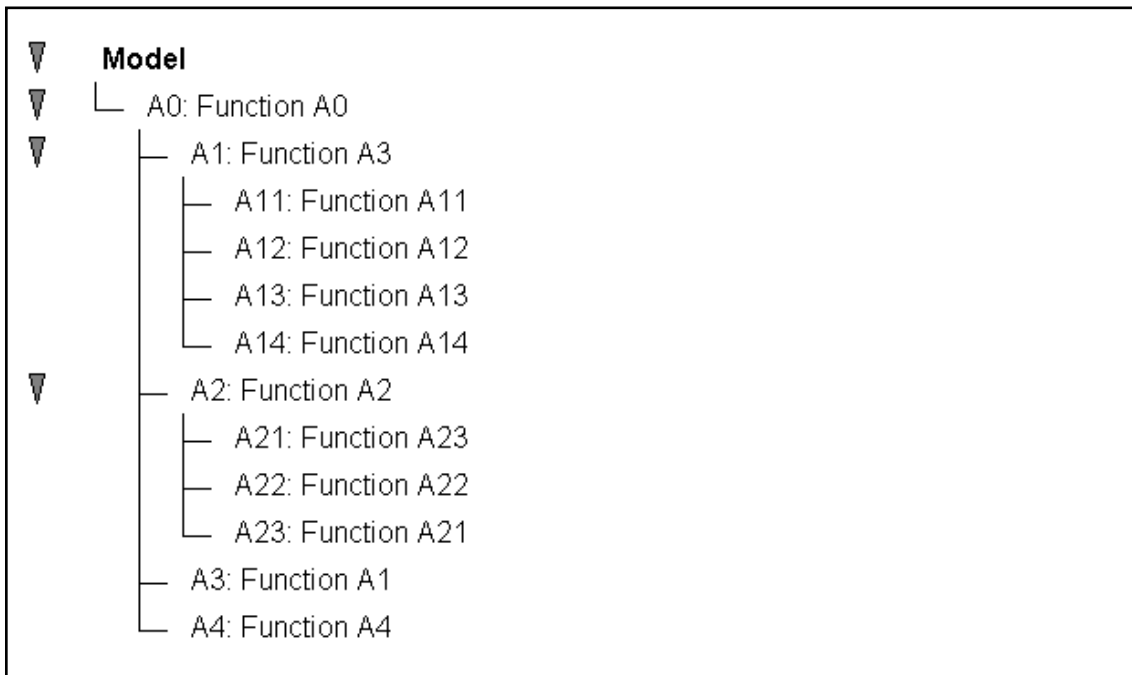 Model
A0: Function A0
A1: Function A3
A11: Function A11
A12: Function A12
A13: Function A13
A14: Function A14
A2: Function A2
A21: Function A23
A22: Function A22
A23: Function A21
A3: Function A1
A4: Function A4